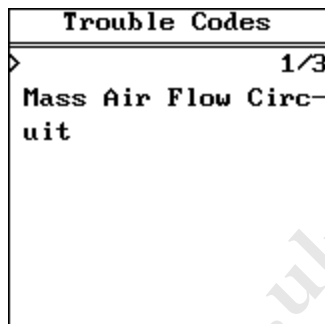 Trouble Codes
> 1/3
Mass Air Flow Circ-
uit